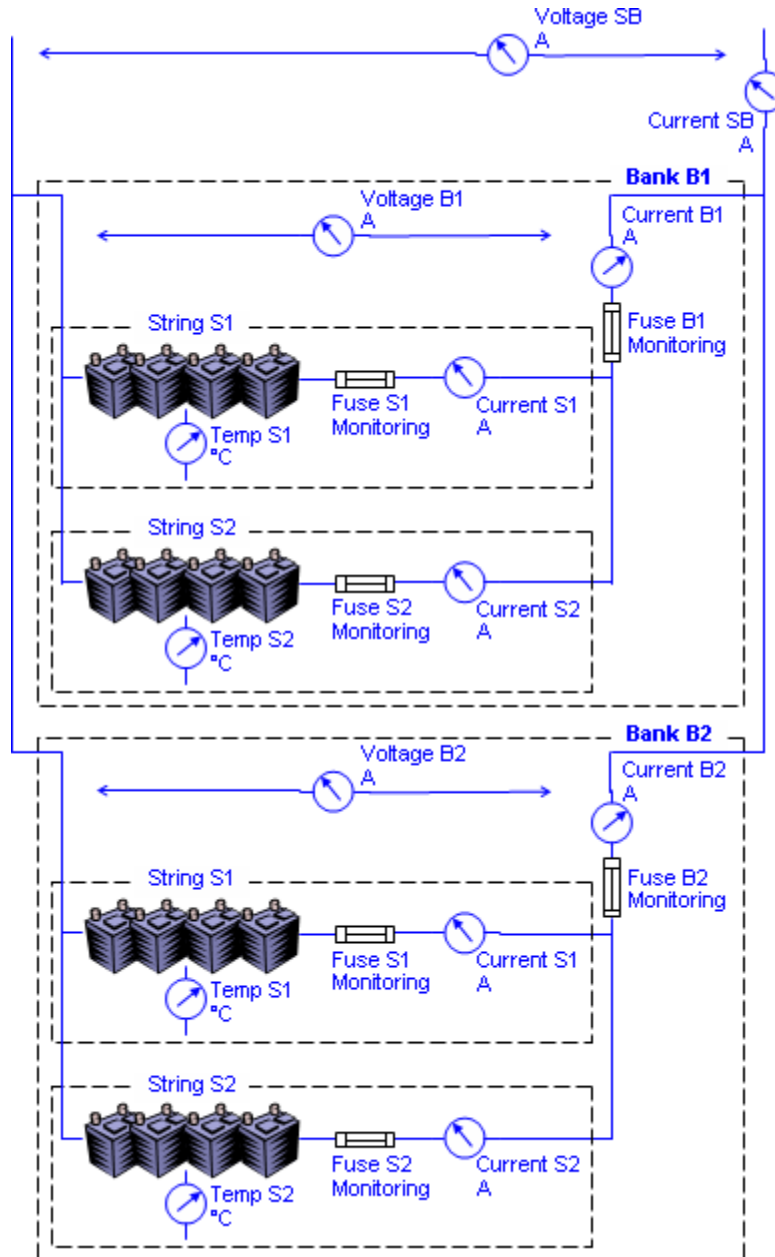 Voltage SB
A
Current SB
A
Bank B1
Voltage B1
A
Current B1
A
Fuse B1
Monitoring
String S1
Fuse S1
Monitoring
Current S1
A
Temp S1
°C
String S2
Fuse S2
Monitoring
Current S2
A
Temp S2
°C
Bank B2
Voltage B2
A
Current B2
A
Fuse B2
Monitoring
String S1
Fuse S1
Monitoring
Current S1
A
Temp S1
°C
String S2
Fuse S2
Monitoring
Current S2
A
Temp S2
°C